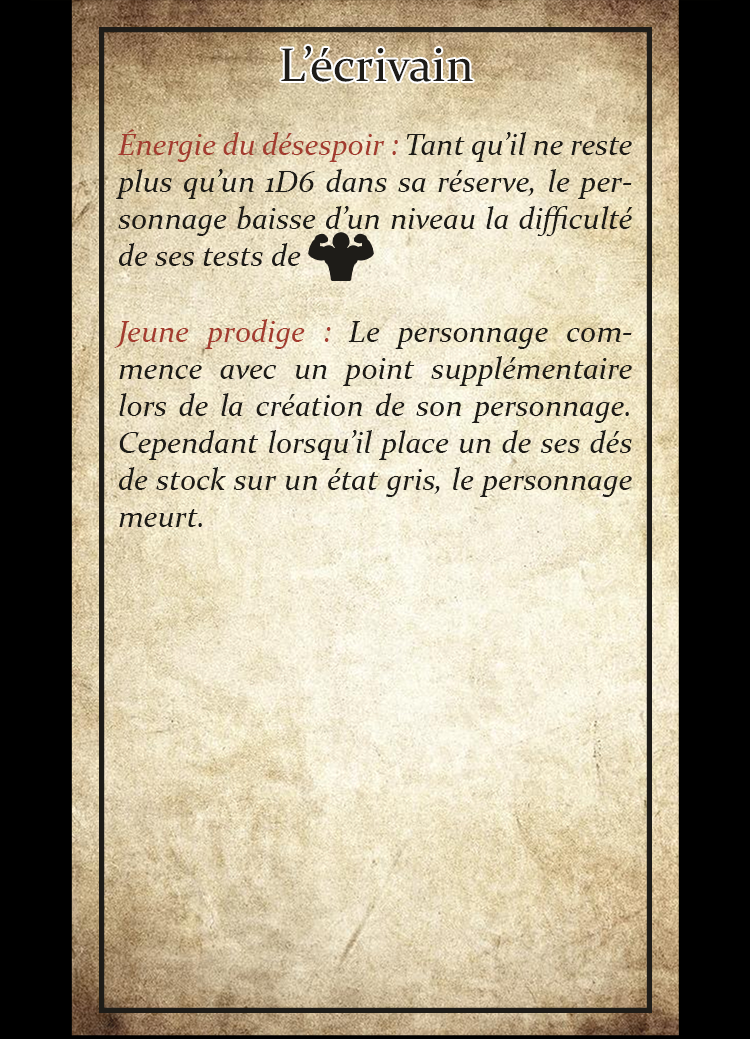 L’écrivain
Énergie du désespoir : Tant qu’il ne reste
plus qu’un 1D6 dans sa réserve, le per-
sonnage baisse d’un niveau la difficulté
de ses tests de
Jeune prodige : Le personnage com-
mence avec un point supplémentaire
lors de la création de son personnage.
Cependant lorsqu’il place un de ses dés
de stock sur un état gris, le personnage
meurt.